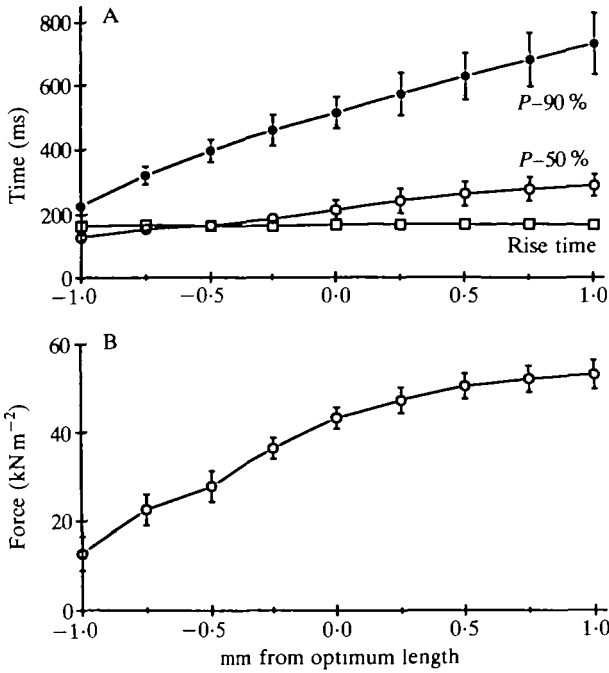 A
800
600
400
200
0
Time (ms)
P–90 %
P–50 %
Rise time
−1·0
−0·5
0·0
0·5
1·0
B
60
40
20
0
Force (kN m⁻²)
−1·0
−0·5
0·0
0·5
1·0
mm from optimum length